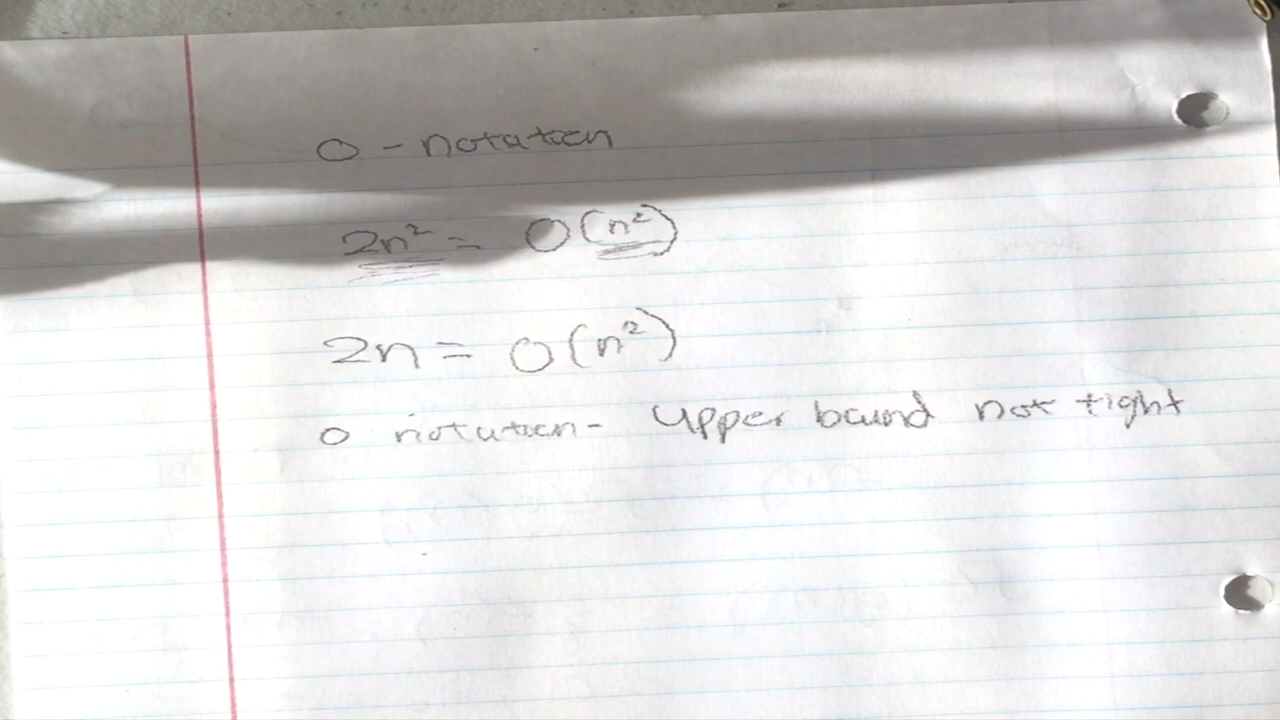 o - notation
2n² = O(n²)
2n = O(n²)
o notation - Upper bound not tight